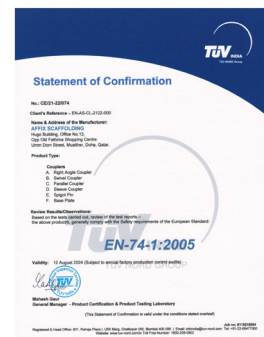 TÜV INDIA
TÜV NORD GROUP
Statement of Confirmation
No.: CE/21-22/074
Client's Reference – EN-AS-CL-2122-000
Name & Address of the Manufacturer:
AFFIX SCAFFOLDING
Hugo Building, Office No.13,
Opp Old Fathima Shopping Centre
Umm Dom Street, Muaither, Doha, Qatar.
Product Type:
Couplers
A. Right Angle Coupler
B. Swivel Coupler
C. Parallel Coupler
D. Sleeve Coupler
E. Spigot Pin
F. Base Plate
Review Results/Observations:
Based on the tests carried out, review of the test reports –
the above products, generally comply with the Safety requirements of the European Standard:
EN-74-1:2005
TÜV
TÜV NORD GROUP
Validity: 12 August 2024 (Subject to annual factory production control audits)
Mahesh Gaur
General Manager - Product Certification & Product Testing Laboratory
(This Statement of Confirmation is valid under the conditions stated overleaf)